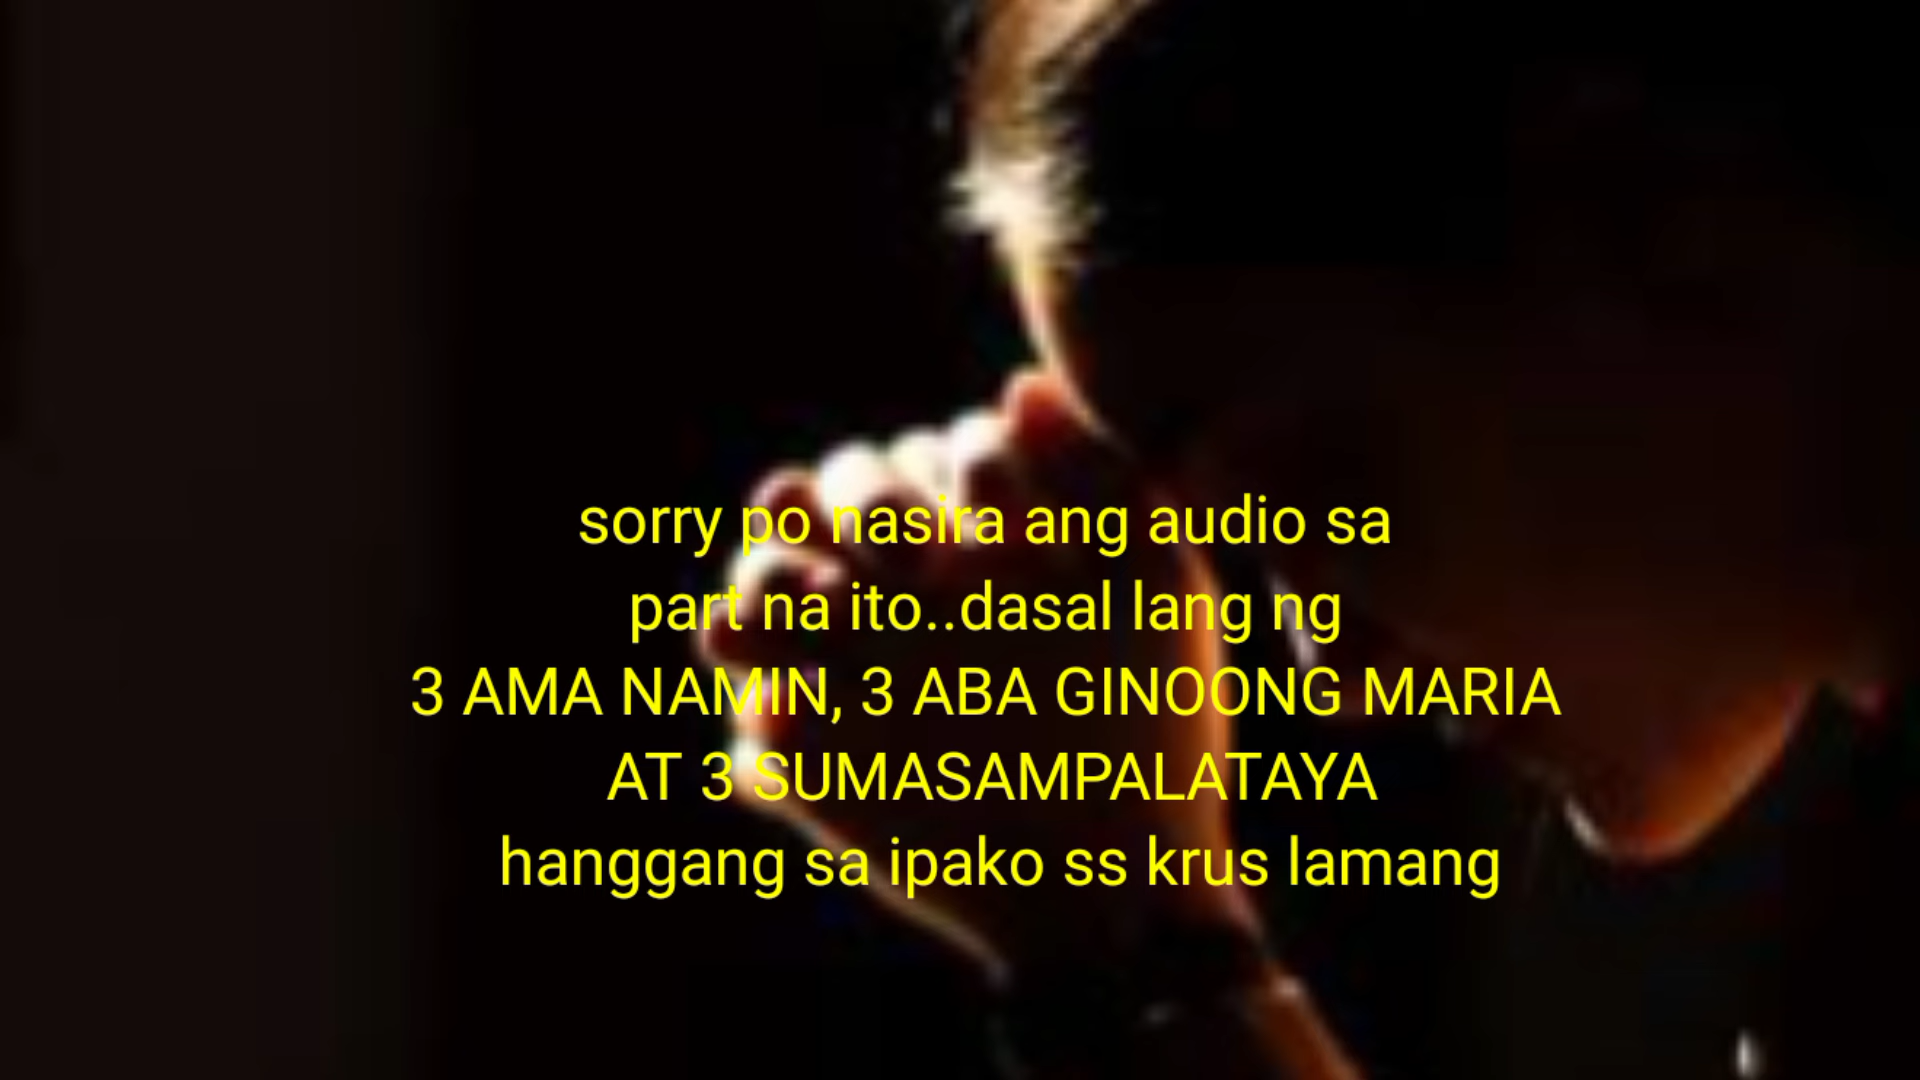 sorry po nasira ang audio sa
part na ito..dasal lang ng
3 AMA NAMIN, 3 ABA GINOONG MARIA
AT 3 SUMASAMPALATAYA
hanggang sa ipako ss krus lamang